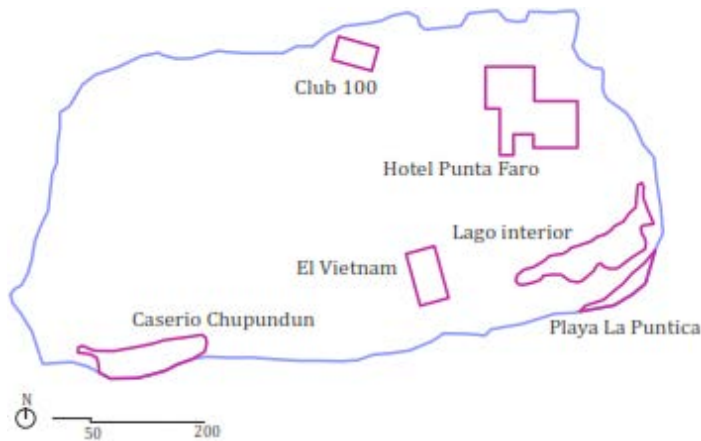 Club 100
Hotel Punta Faro
Lago interior
El Vietnam
Caserio Chupundun
Playa La Puntica
N
50
200